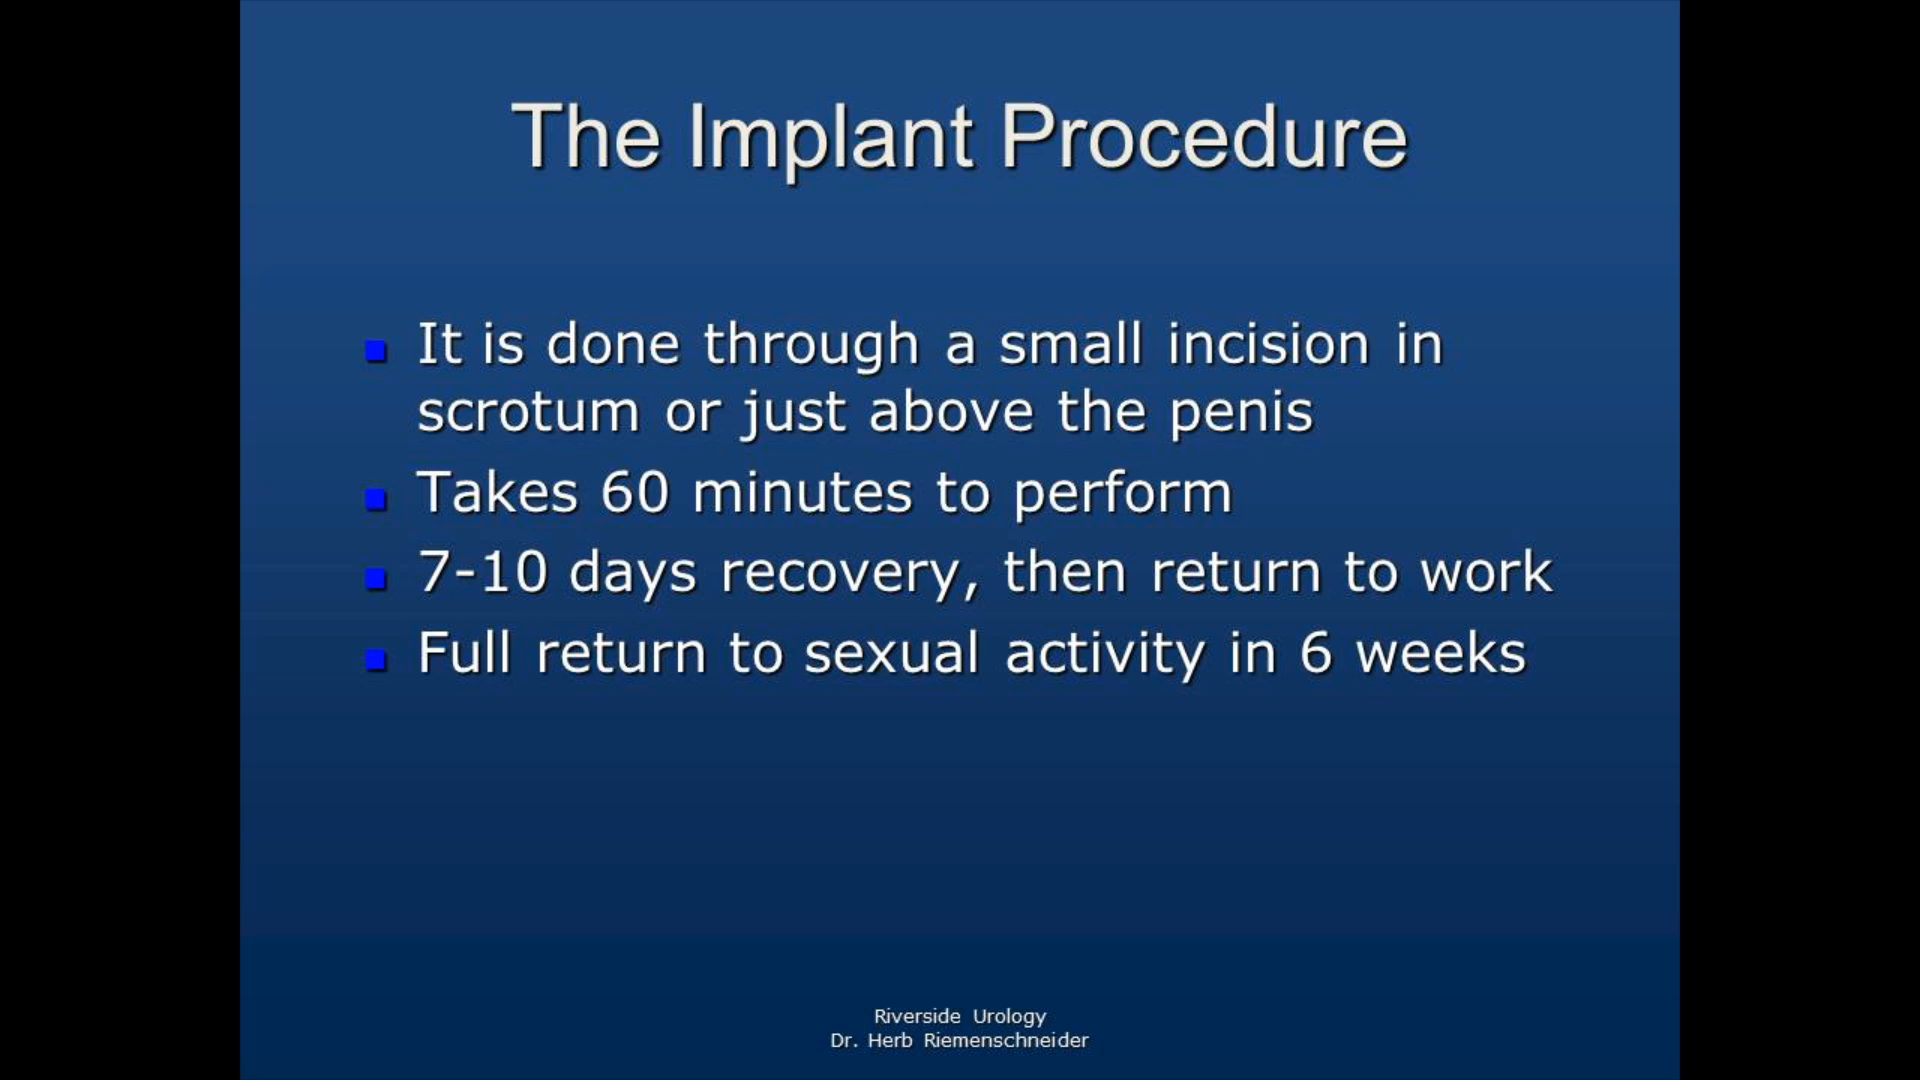 The Implant Procedure
It is done through a small incision in
scrotum or just above the penis
Takes 60 minutes to perform
7-10 days recovery, then return to work
Full return to sexual activity in 6 weeks
Riverside Urology
Dr. Herb Riemenschneider